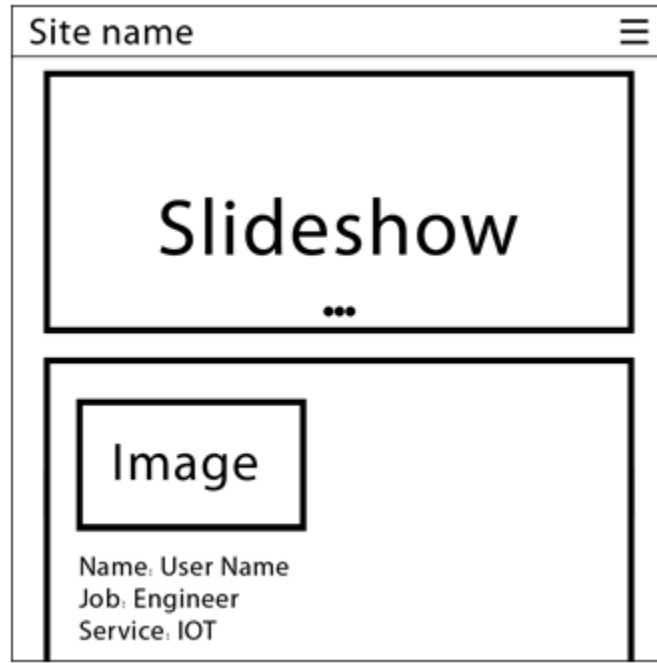 Site name
Slideshow
Image
Name: User Name
Job: Engineer
Service: IOT